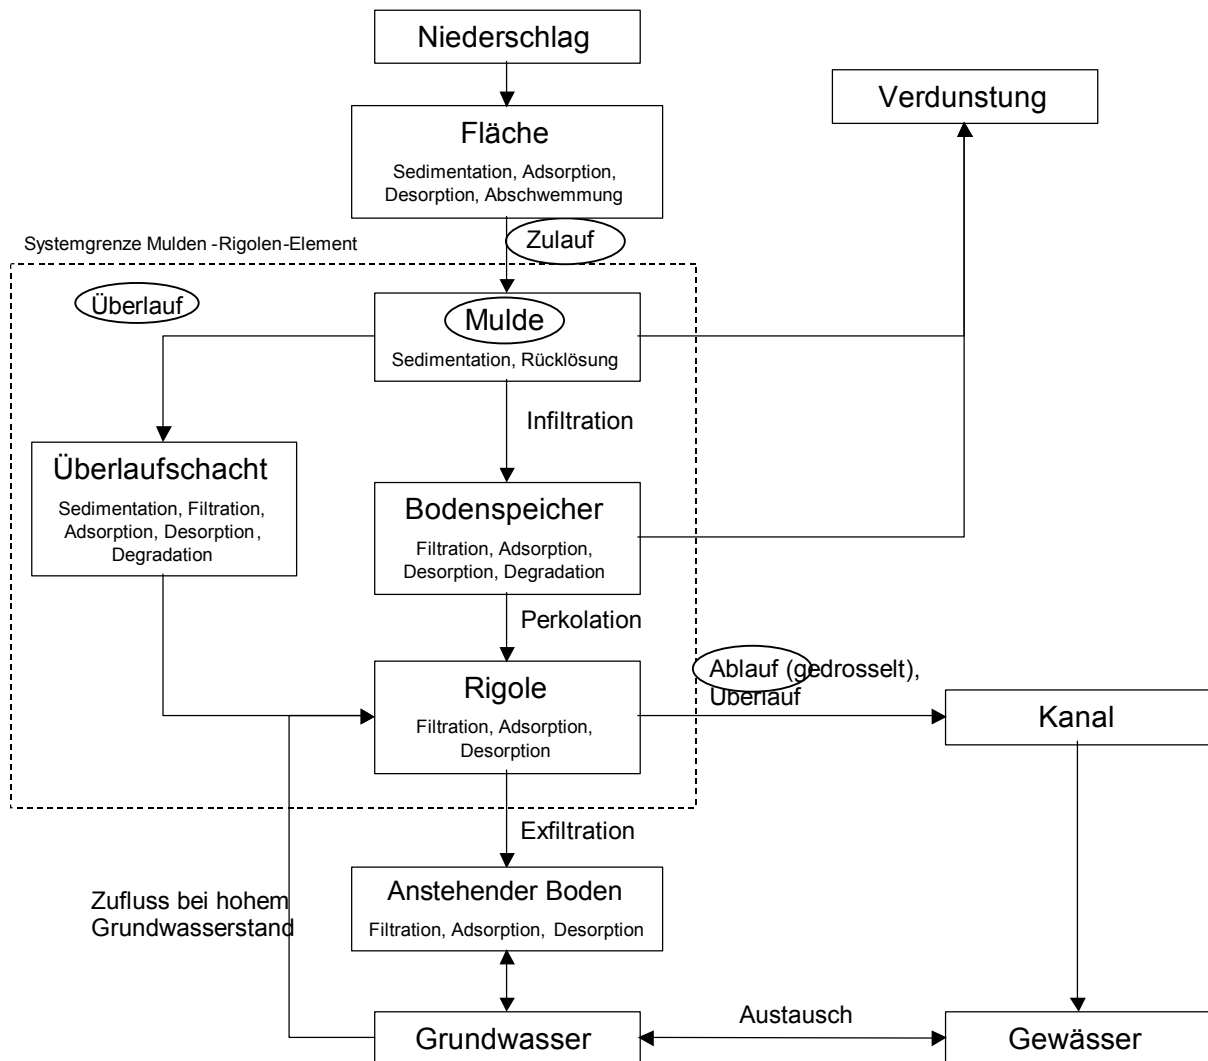 Niederschlag
Verdunstung
Fläche
Sedimentation, Adsorption,
Desorption, Abschwemmung
Systemgrenze Mulden -Rigolen-Element
Zulauf
Überlauf
Mulde
Sedimentation, Rücklösung
Infiltration
Überlaufschacht
Sedimentation, Filtration,
Adsorption, Desorption,
Degradation
Bodenspeicher
Filtration, Adsorption,
Desorption, Degradation
Perkolation
Rigole
Filtration, Adsorption,
Desorption
Ablauf (gedrosselt),
Überlauf
Kanal
Exfiltration
Zufluss bei hohem
Grundwasserstand
Anstehender Boden
Filtration, Adsorption, Desorption
Grundwasser
Austausch
Gewässer